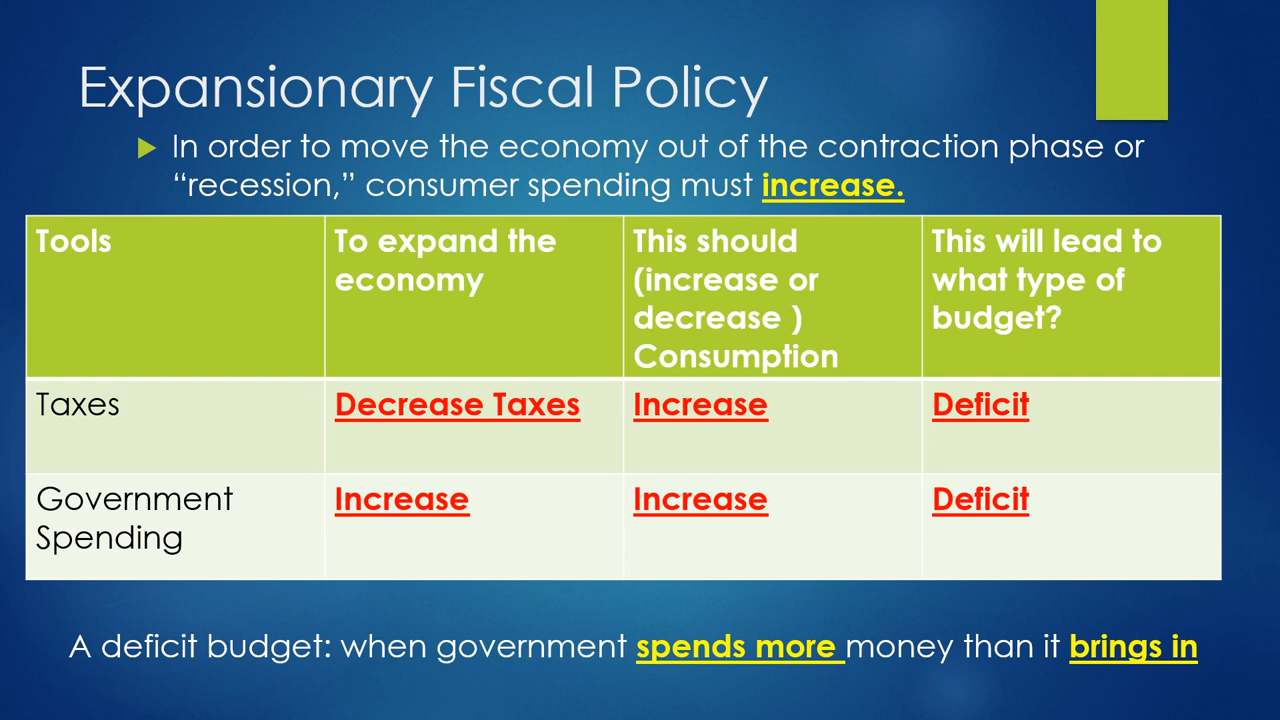 Expansionary Fiscal Policy
In order to move the economy out of the contraction phase or
“recession,” consumer spending must increase.
Tools
To expand the
economy
This should
(increase or
decrease )
Consumption
This will lead to
what type of
budget?
Taxes
Decrease Taxes
Increase
Deficit
Government
Spending
Increase
Increase
Deficit
A deficit budget: when government spends more money than it brings in